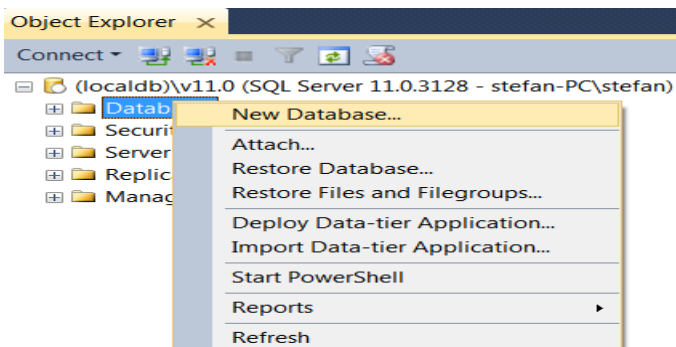 Object Explorer
Connect
(localdb)\v11.0 (SQL Server 11.0.3128 - stefan-PC\stefan)
Datab
New Database...
Securit
Attach...
Server
Restore Database...
Replic
Restore Files and Filegroups...
Manag
Deploy Data-tier Application...
Import Data-tier Application...
Start PowerShell
Reports
Refresh